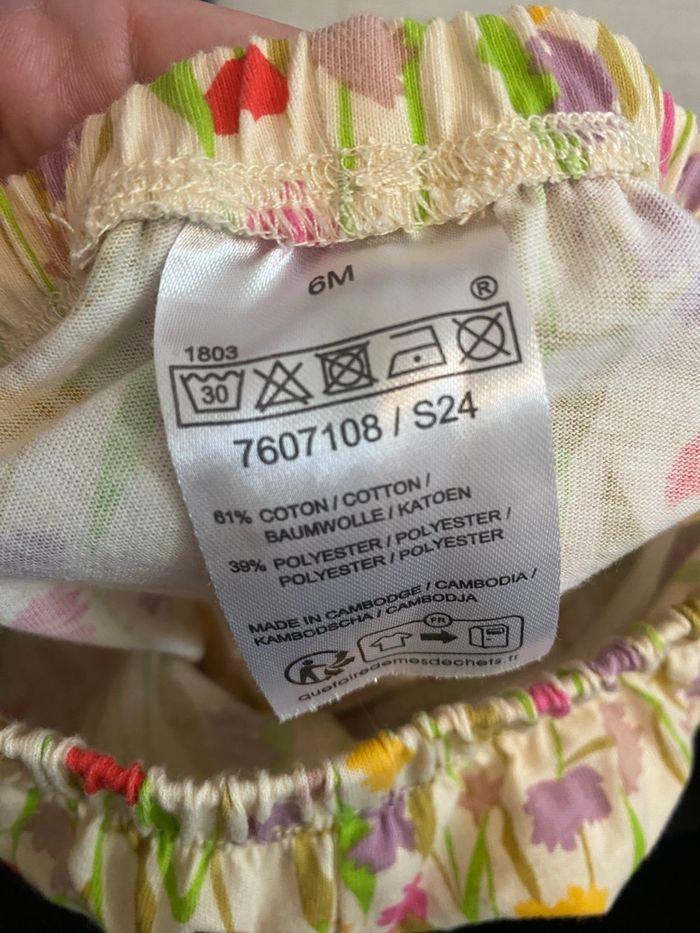 6M
®
1803
30
7607108 / S24
61% COTON / COTTON /
BAUMWOLLE / KATOEN
39% POLYESTER / POLYESTER /
POLYESTER / POLYESTER
MADE IN CAMBODGE / CAMBODIA /
KAMBODSCHA / CAMBODJA
FR
quefairedemesdechets.fr